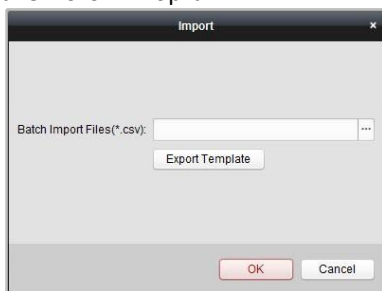 Import ×
Batch Import Files(*.csv): ...
Export Template
OK Cancel